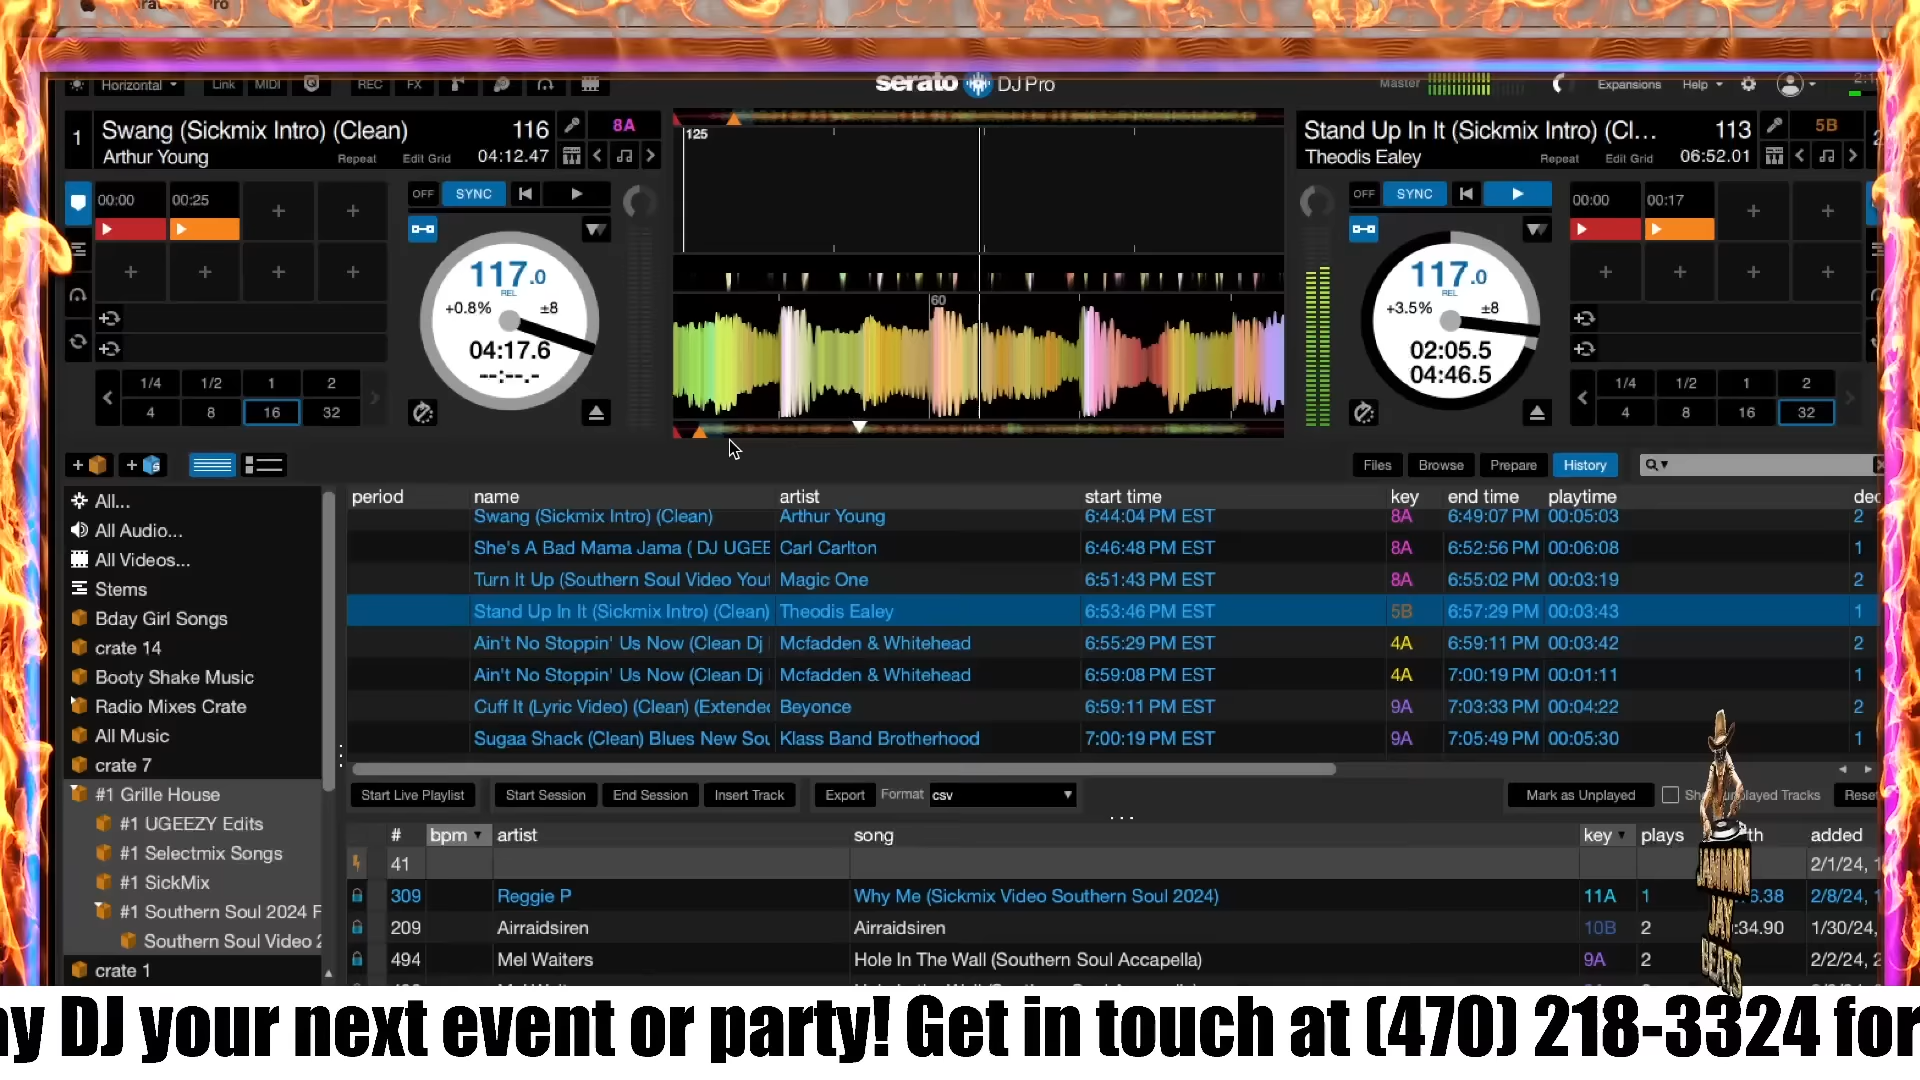 Horizontal Link MIDI REC FX serato DJ Pro Master Expansions Help
1 Swang (Sickmix Intro) (Clean) 116 8A
Arthur Young Repeat Edit Grid 04:12.47
125
Stand Up In It (Sickmix Intro) (Cl... 113 5B
Theodis Ealey Repeat Edit Grid 06:52.01
00:00 00:25
OFF SYNC
117.0
REL
+0.8% ±8
04:17.6
--:--.-
1/4 1/2 1 2
4 8 16 32
60
OFF SYNC
117.0
REL
+3.5% ±8
02:05.5
04:46.5
00:00 00:17
1/4 1/2 1 2
4 8 16 32
Files Browse Prepare History
All...
All Audio...
All Videos...
Stems
Bday Girl Songs
crate 14
Booty Shake Music
Radio Mixes Crate
All Music
crate 7
#1 Grille House
#1 UGEEZY Edits
#1 Selectmix Songs
#1 SickMix
#1 Southern Soul 2024 F
Southern Soul Video 2
crate 1
period name artist start time key end time playtime dec
Swang (Sickmix Intro) (Clean) Arthur Young 6:44:04 PM EST 8A 6:49:07 PM 00:05:03 2
She's A Bad Mama Jama ( DJ UGEE Carl Carlton 6:46:48 PM EST 8A 6:52:56 PM 00:06:08 1
Turn It Up (Southern Soul Video You Magic One 6:51:43 PM EST 8A 6:55:02 PM 00:03:19 2
Stand Up In It (Sickmix Intro) (Clean) Theodis Ealey 6:53:46 PM EST 5B 6:57:29 PM 00:03:43 1
Ain't No Stoppin' Us Now (Clean Dj Mcfadden & Whitehead 6:55:29 PM EST 4A 6:59:11 PM 00:03:42 2
Ain't No Stoppin' Us Now (Clean Dj Mcfadden & Whitehead 6:59:08 PM EST 4A 7:00:19 PM 00:01:11 1
Cuff It (Lyric Video) (Clean) (Extended Beyonce 6:59:11 PM EST 9A 7:03:33 PM 00:04:22 2
Sugaa Shack (Clean) Blues New Sou Klass Band Brotherhood 7:00:19 PM EST 9A 7:05:49 PM 00:05:30 1
Start Live Playlist Start Session End Session Insert Track Export Format csv Mark as Unplayed Tracks Rese
# bpm artist song key plays added
41 2/1/24,
309 Reggie P Why Me (Sickmix Video Southern Soul 2024) 11A 1 2/8/24,
209 Airraidsiren Airraidsiren 10B 2 :34.90 1/30/24,
494 Mel Waiters Hole In The Wall (Southern Soul Accapella) 9A 2 2/2/24, 2
JAMMIN
JAY
BEATS
ay DJ your next event or party! Get in touch at (470) 218-3324 for